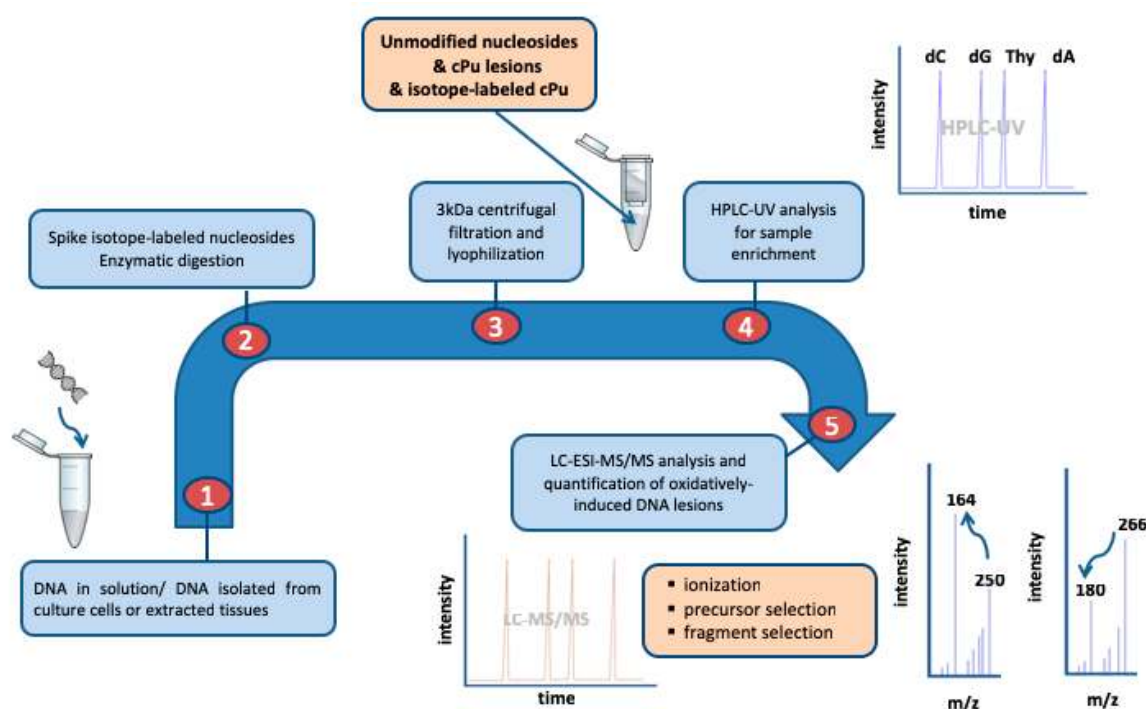 Unmodified nucleosides
& cPu lesions
& isotope-labeled cPu
dC dG Thy dA
intensity
HPLC-UV
time
Spike isotope-labeled nucleosides
Enzymatic digestion
3kDa centrifugal
filtration and
lyophilization
HPLC-UV analysis
for sample
enrichment
2
3
4
5
1
LC-ESI-MS/MS analysis and
quantification of oxidatively-
induced DNA lesions
DNA in solution/ DNA isolated from
culture cells or extracted tissues
intensity
LC-MS/MS
time
▪ ionization
▪ precursor selection
▪ fragment selection
intensity
164
250
m/z
intensity
266
180
m/z